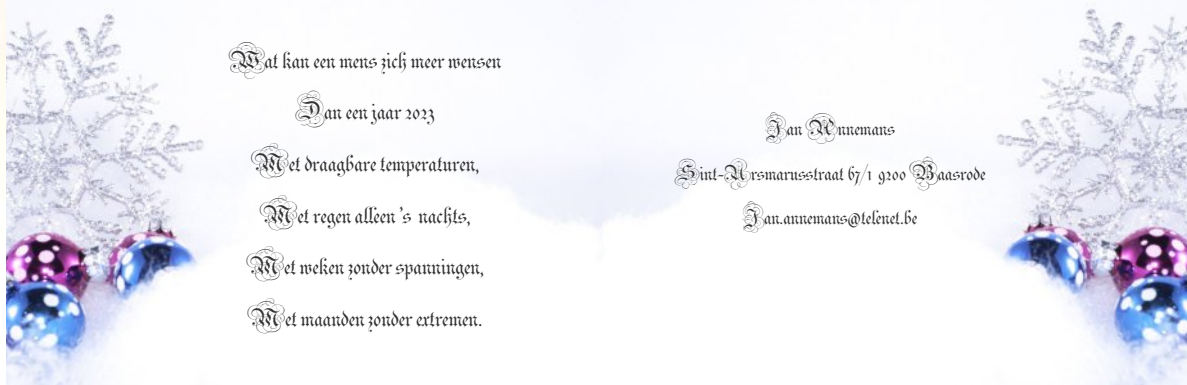 Wat kan een mens zich meer wensen
Dan een jaar 2023
Met draagbare temperaturen,
Met regen alleen 's nachts,
Met weken zonder spanningen,
Met maanden zonder extremen.
Jan Annemans
Sint-Ursmarusstraat 67/1 9200 Baasrode
Jan.annemans@telenet.be